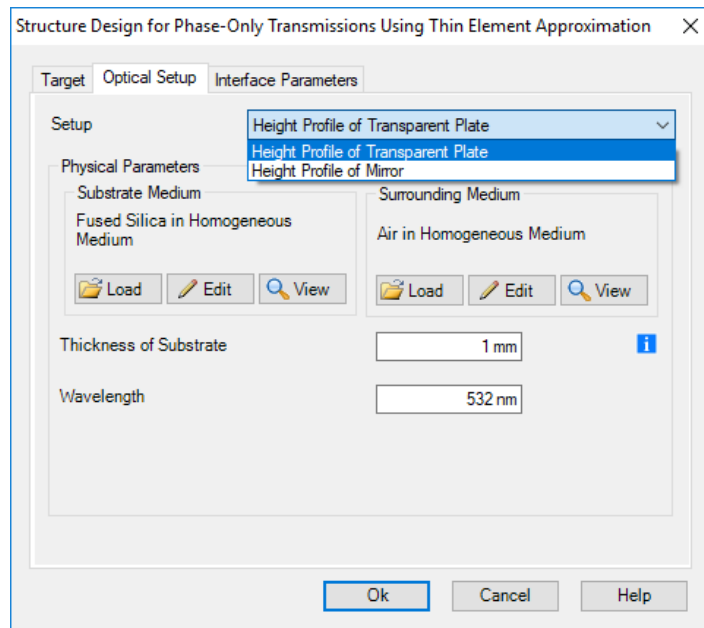 Structure Design for Phase-Only Transmissions Using Thin Element Approximation
Target Optical Setup Interface Parameters
Setup
Height Profile of Transparent Plate
Height Profile of Transparent Plate
Height Profile of Mirror
Physical Parameters
Substrate Medium
Fused Silica in Homogeneous
Medium
Load Edit View
Surrounding Medium
Air in Homogeneous Medium
Load Edit View
Thickness of Substrate
1 mm
Wavelength
532 nm
Ok Cancel Help